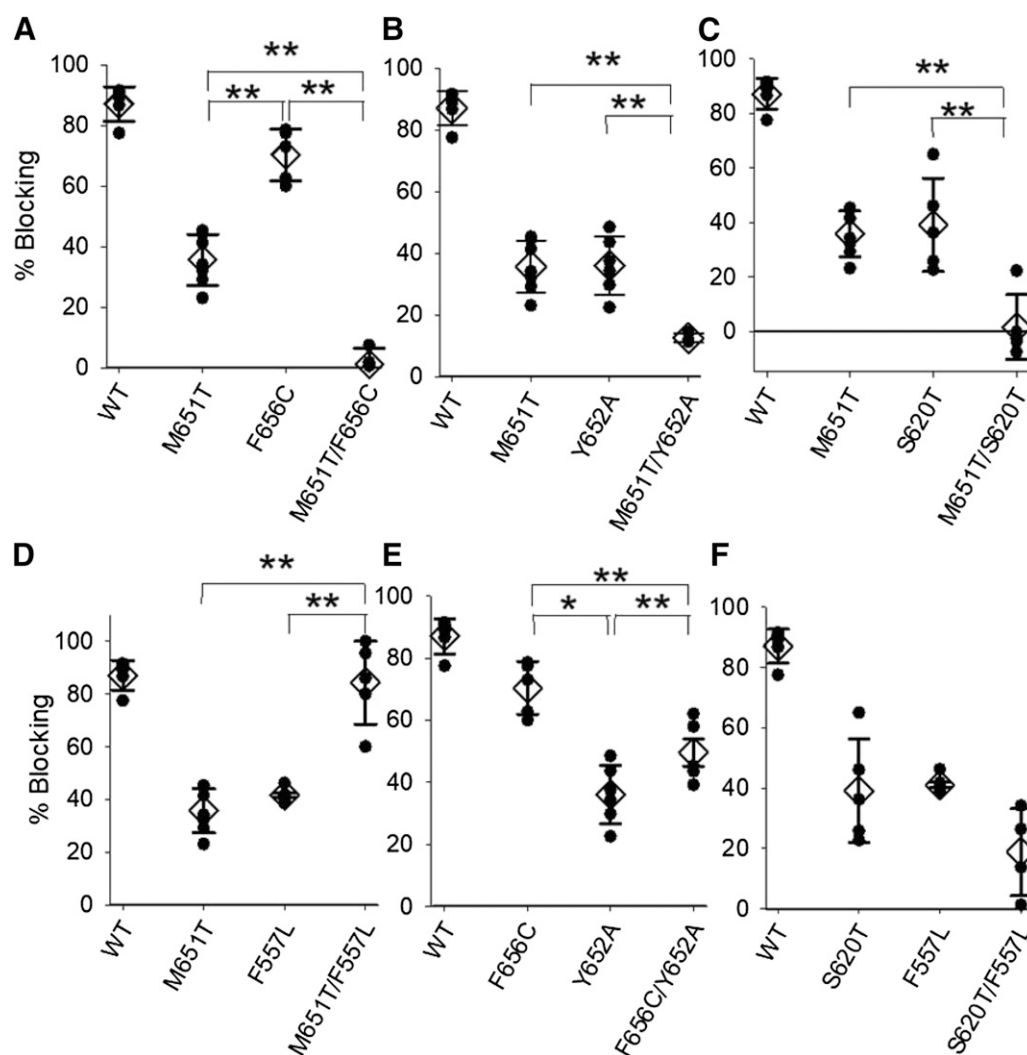 A
B
C
% Blocking
100
80
60
40
20
0
**
**
**
WT
M651T
F656C
M651T/F656C
100
80
60
40
20
0
**
**
WT
M651T
Y652A
M651T/Y652A
100
80
60
40
20
0
**
**
WT
M651T
S620T
M651T/S620T
D
E
F
% Blocking
100
80
60
40
20
0
**
**
WT
M651T
F557L
M651T/F557L
100
80
60
40
20
0
**
*
**
WT
F656C
Y652A
F656C/Y652A
100
80
60
40
20
0
WT
S620T
F557L
S620T/F557L